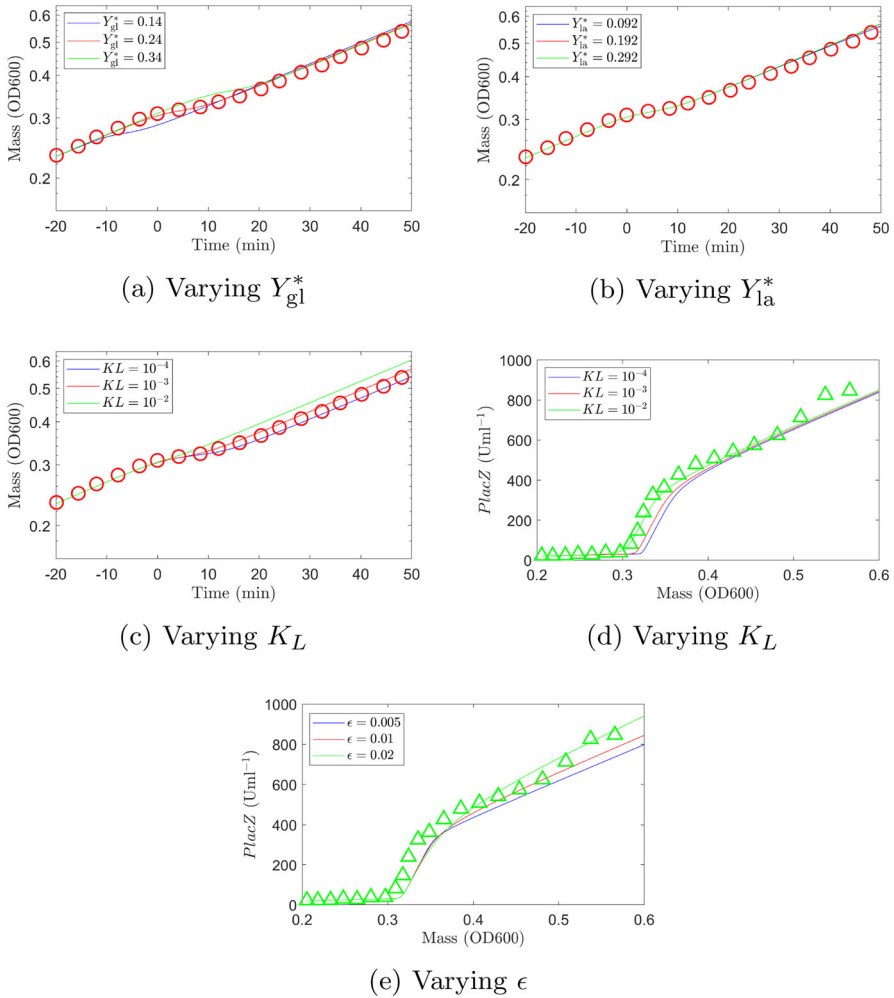 Y*gl = 0.14
Y*gl = 0.24
Y*gl = 0.34
0.6
0.5
0.4
0.3
0.2
Mass (OD600)
-20 -10 0 10 20 30 40 50
Time (min)
(a) Varying Y*gl
Y*la = 0.092
Y*la = 0.192
Y*la = 0.292
0.6
0.5
0.4
0.3
0.2
Mass (OD600)
-20 -10 0 10 20 30 40 50
Time (min)
(b) Varying Y*la
KL = 10⁻⁴
KL = 10⁻³
KL = 10⁻²
0.6
0.5
0.4
0.3
0.2
Mass (OD600)
-20 -10 0 10 20 30 40 50
Time (min)
(c) Varying K_L
KL = 10⁻⁴
KL = 10⁻³
KL = 10⁻²
1000
800
600
400
200
0
PlacZ (Uml⁻¹)
0.2 0.3 0.4 0.5 0.6
Mass (OD600)
(d) Varying K_L
ϵ = 0.005
ϵ = 0.01
ϵ = 0.02
1000
800
600
400
200
0
PlacZ (Uml⁻¹)
0.2 0.3 0.4 0.5 0.6
Mass (OD600)
(e) Varying ϵ